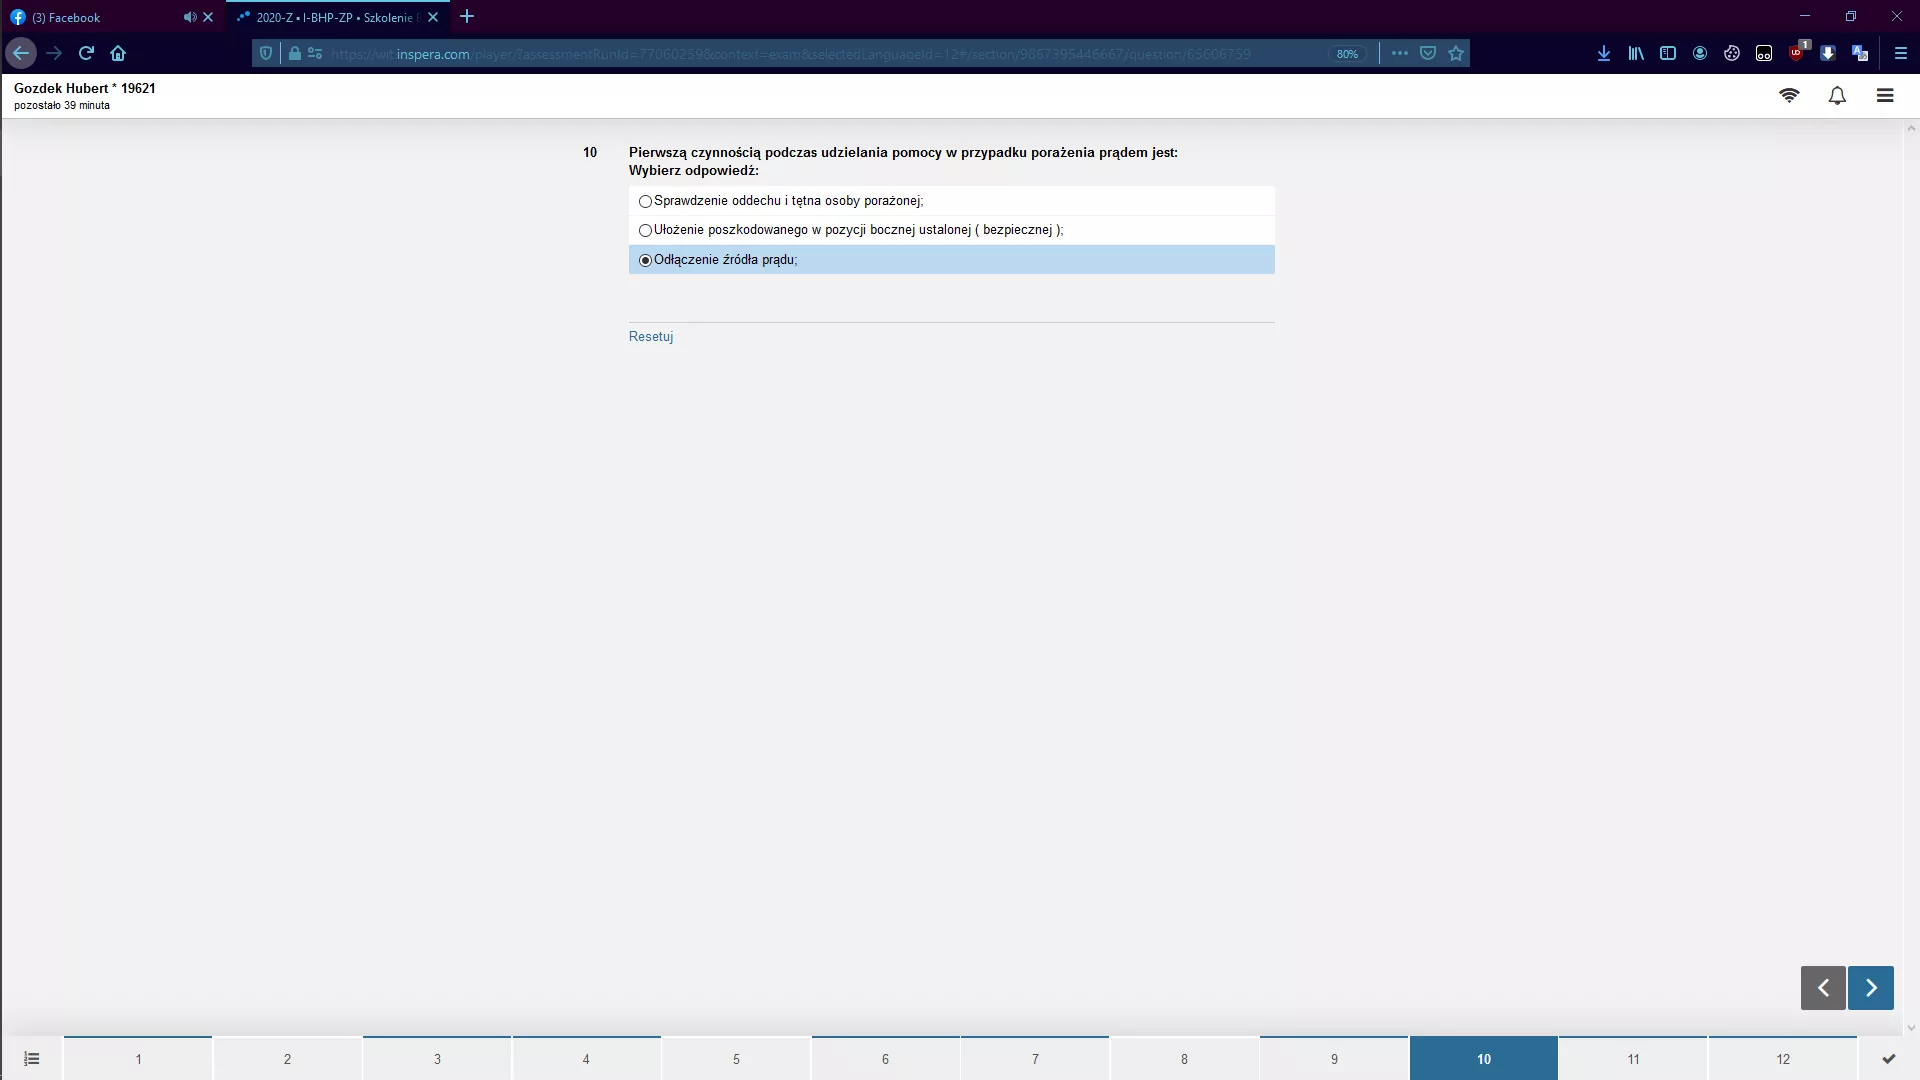 (3) Facebook
2020-Z • I-BHP-ZP • Szkolenie
https://wit.inspera.com/player/?assessmentRunId=77060259&context=exam&selectedLanguageId=12#/section/9867395446667/question/65606759
80%
1
Gozdek Hubert * 19621
pozostało 39 minuta
10
Pierwszą czynnością podczas udzielania pomocy w przypadku porażenia prądem jest:
Wybierz odpowiedź:
Sprawdzenie oddechu i tętna osoby porażonej;
Ułożenie poszkodowanego w pozycji bocznej ustalonej ( bezpiecznej );
Odłączenie źródła prądu;
Resetuj
1 2 3 4 5 6 7 8 9 10 11 12